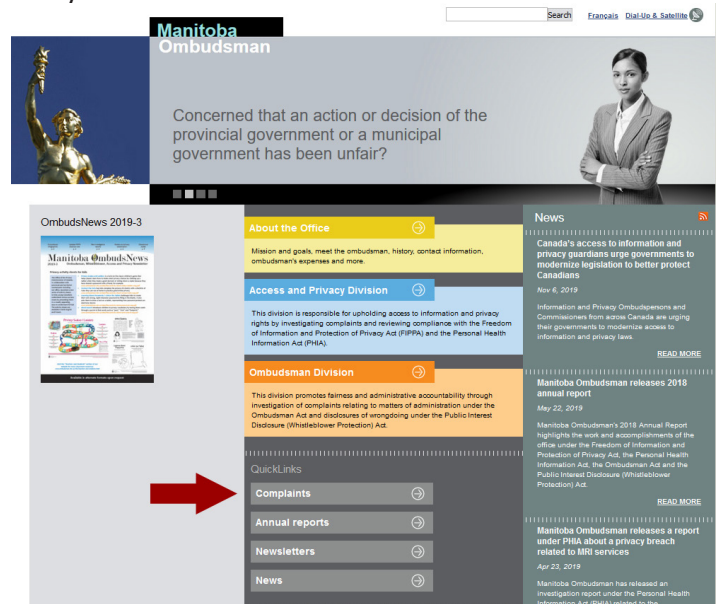 Search
Français Dial-Up & Satellite
Manitoba
Ombudsman
Concerned that an action or decision of the
provincial government or a municipal
government has been unfair?
OmbudsNews 2019-3
Manitoba OmbudsNews
About the Office
Mission and goals, meet the ombudsman, history, contact information,
ombudsman's expenses and more.
Access and Privacy Division
This division is responsible for upholding access to information and privacy
rights by investigating complaints and reviewing compliance with the Freedom
of Information and Protection of Privacy Act (FIPPA) and the Personal Health
Information Act (PHIA).
Ombudsman Division
This division promotes fairness and administrative accountability through
investigation of complaints relating to matters of administration under the
Ombudsman Act and disclosures of wrongdoing under the Public Interest
Disclosure (Whistleblower Protection) Act.
QuickLinks
Complaints
Annual reports
Newsletters
News
News
Canada's access to information and
privacy guardians urge governments to
modernize legislation to better protect
Canadians
Nov 6, 2019
Information and Privacy Ombudspersons and
Commissioners from across Canada are urging
their governments to modernize access to
information and privacy laws.
READ MORE
Manitoba Ombudsman releases 2018
annual report
May 22, 2019
Manitoba Ombudsman's 2018 Annual Report
highlights the work and accomplishments of the
office under the Freedom of Information and
Protection of Privacy Act, the Personal Health
Information Act, the Ombudsman Act and the
Public Interest Disclosure (Whistleblower
Protection) Act.
READ MORE
Manitoba Ombudsman releases a report
under PHIA about a privacy breach
related to MRI services
Apr 23, 2019
Manitoba Ombudsman has released an
investigation report under the Personal Health
Information Act (PHIA) related to the